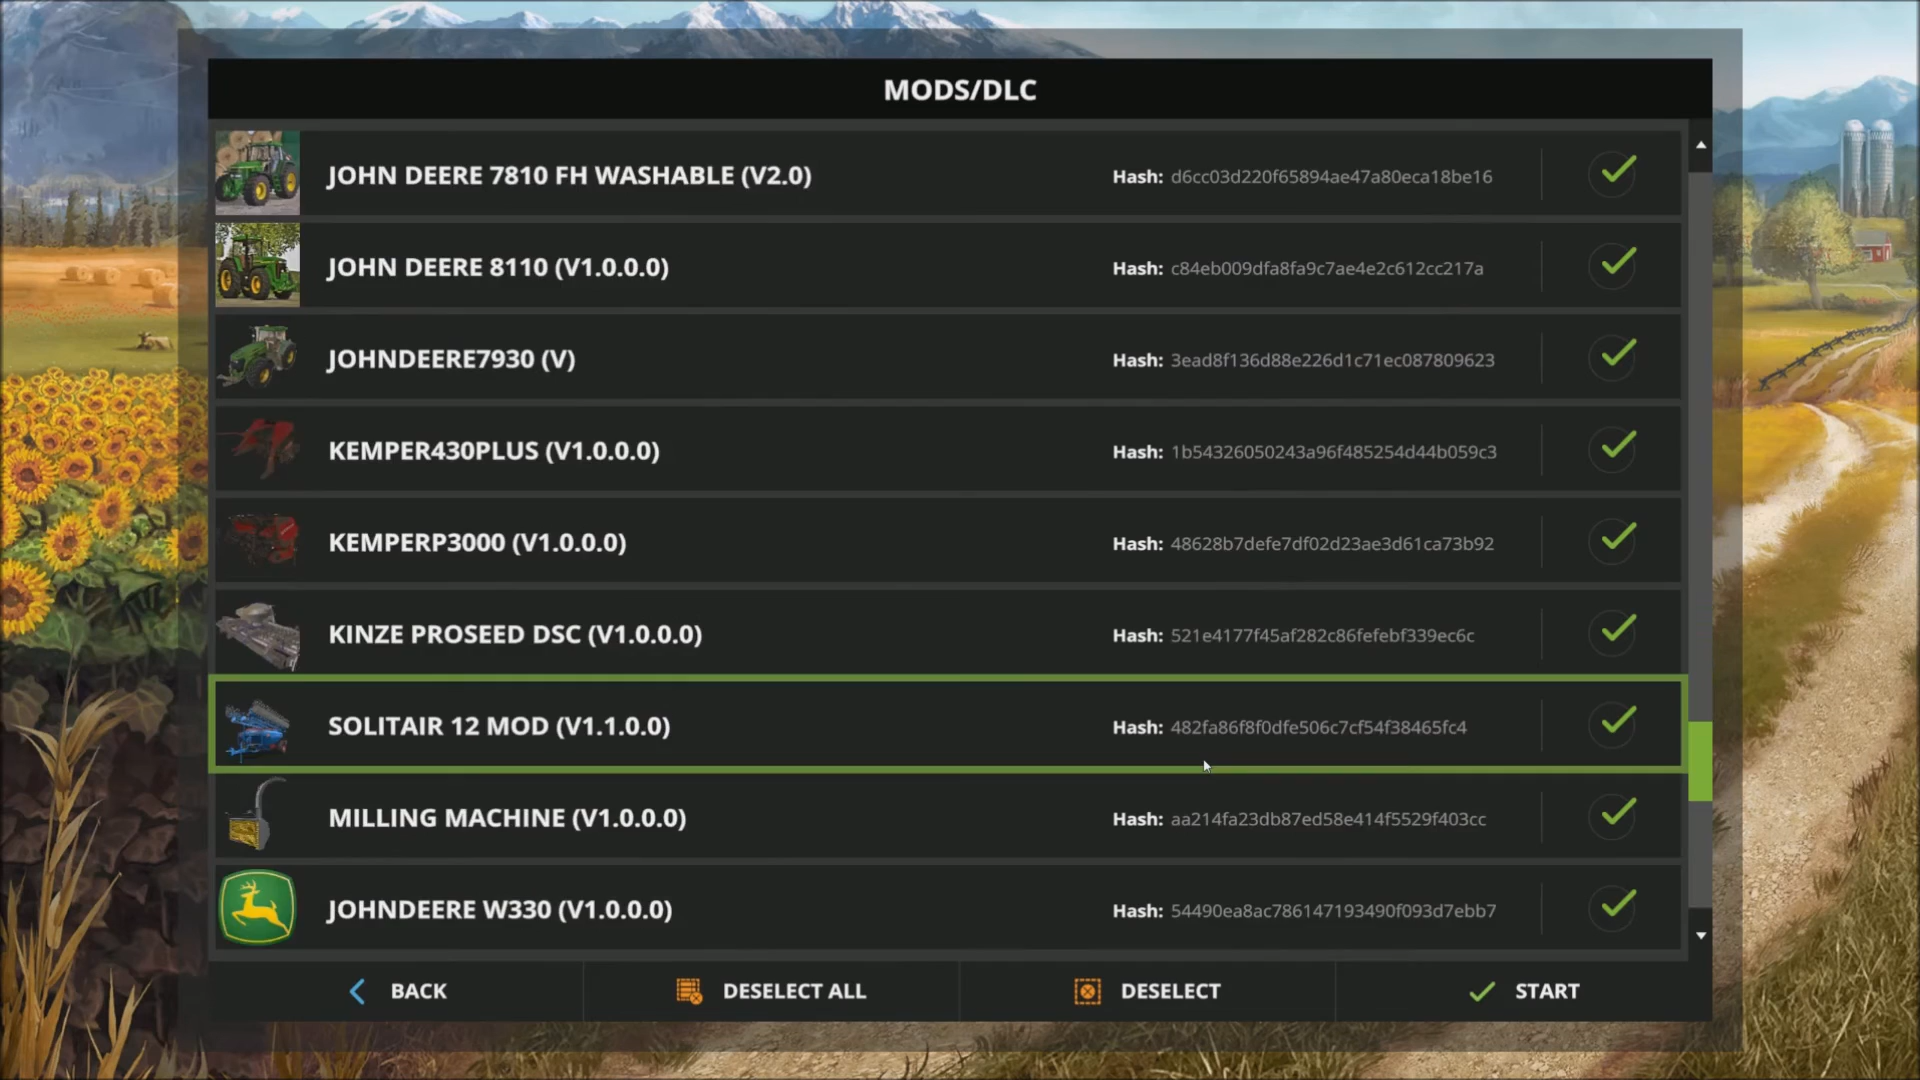 MODS/DLC
JOHN DEERE 7810 FH WASHABLE (V2.0) Hash: d6cc03d220f65894ae47a80eca18be16
JOHN DEERE 8110 (V1.0.0.0) Hash: c84eb009dfa8fa9c7ae4e2c612cc217a
JOHNDEERE7930 (V) Hash: 3ead8f136d88e226d1c71ec087809623
KEMPER430PLUS (V1.0.0.0) Hash: 1b54326050243a96f485254d44b059c3
KEMPERP3000 (V1.0.0.0) Hash: 48628b7defe7df02d23ae3d61ca73b92
KINZE PROSEED DSC (V1.0.0.0) Hash: 521e4177f45af282c86fefebf339ec6c
SOLITAIR 12 MOD (V1.1.0.0) Hash: 482fa86f8f0dfe506c7cf54f38465fc4
MILLING MACHINE (V1.0.0.0) Hash: aa214fa23db87ed58e414f5529f403cc
JOHNDEERE W330 (V1.0.0.0) Hash: 54490ea8ac786147193490f093d7ebb7
BACK DESELECT ALL DESELECT START